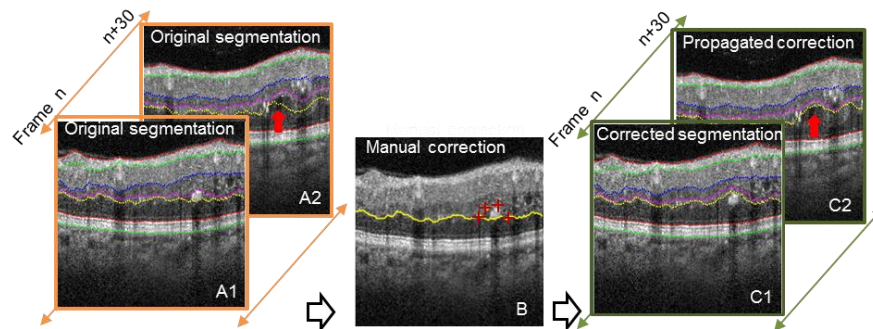 n+30
Frame n
Original segmentation
Original segmentation
A2
A1
Manual correction
B
n+30
Frame n
Propagated correction
Corrected segmentation
C2
C1